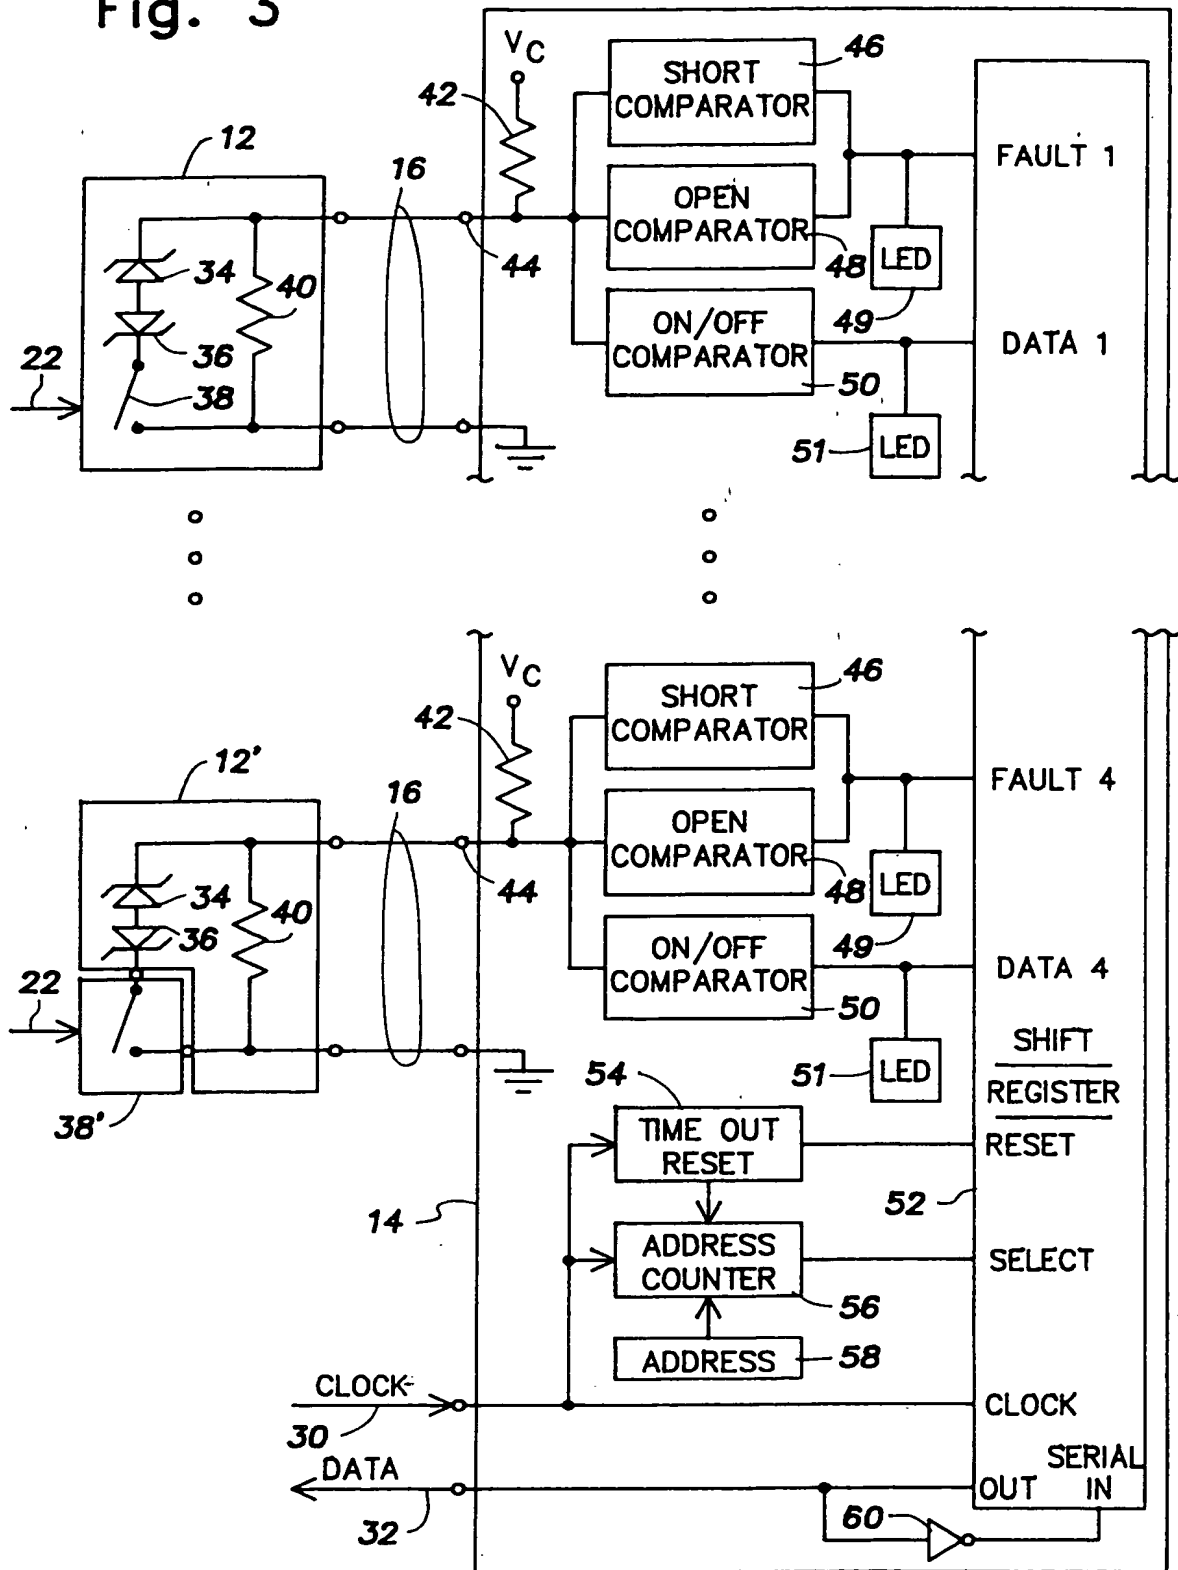 Fig. 3
VC
46
SHORT
COMPARATOR
42
12
16
FAULT 1
OPEN
COMPARATOR
48
LED
34
40
44
49
ON/OFF
COMPARATOR
DATA 1
36
22
38
50
51
LED
VC
46
SHORT
COMPARATOR
42
12'
16
FAULT 4
OPEN
COMPARATOR
48
LED
34
40
44
49
36
ON/OFF
COMPARATOR
DATA 4
22
50
SHIFT
REGISTER
54
51
LED
38'
TIME OUT
RESET
RESET
52
14
ADDRESS
COUNTER
SELECT
56
ADDRESS
58
CLOCK
CLOCK
30
SERIAL
IN
DATA
OUT
60
32